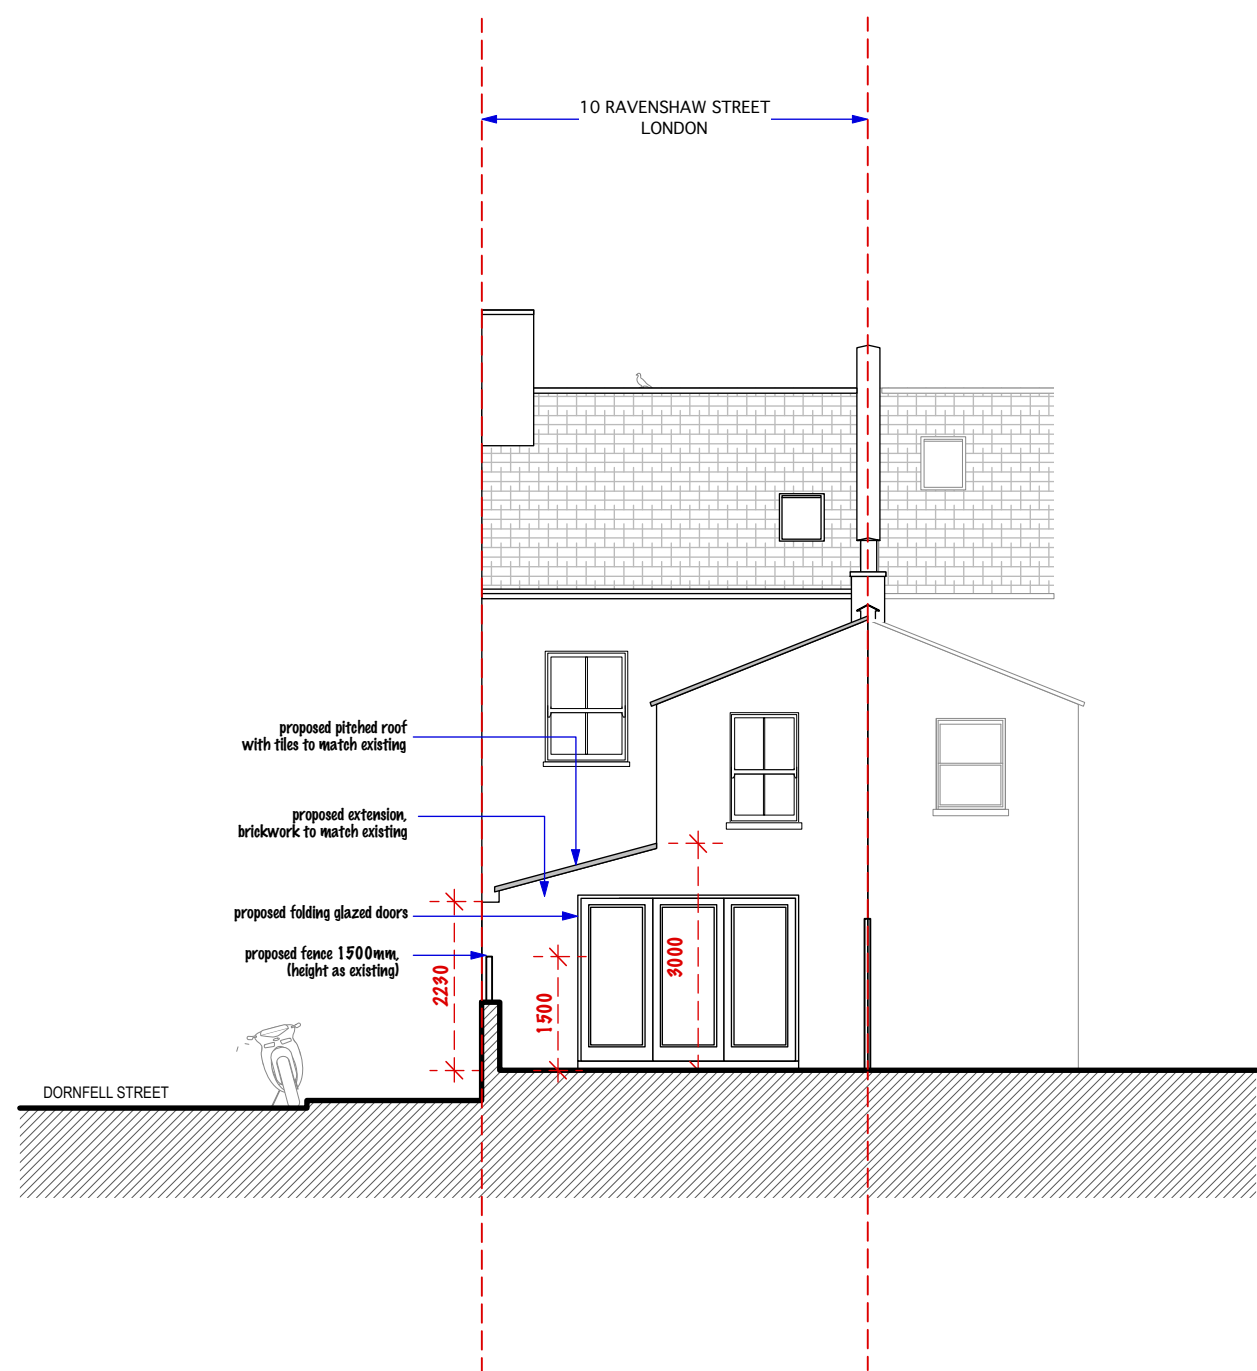 10 RAVENSHAW STREET
LONDON
proposed pitched roof
with tiles to match existing
proposed extension,
brickwork to match existing
proposed folding glazed doors
proposed fence 1500mm,
(height as existing)
2230
1500
3000
DORNFELL STREET